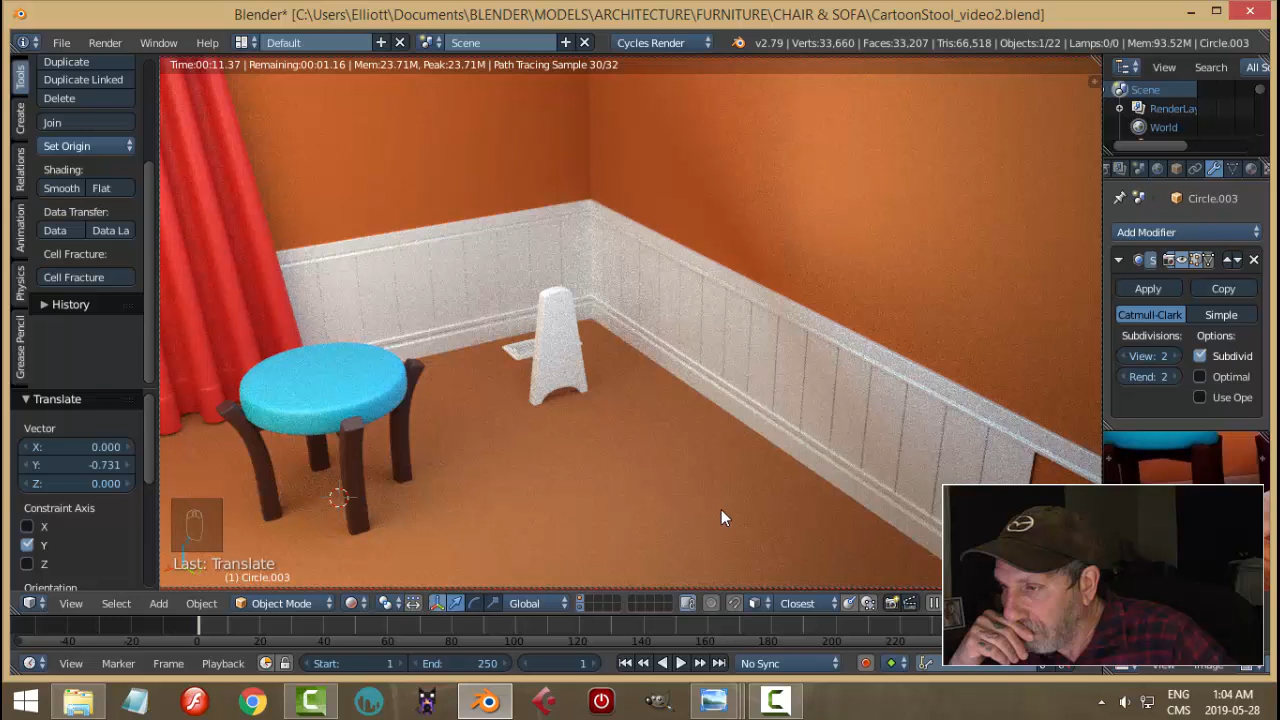 Blender* [C:\Users\Elliott\Documents\BLENDER\MODELS\ARCHITECTURE\FURNITURE\CHAIR & SOFA\CartoonStool_video2.blend]
File Render Window Help Default Scene Cycles Render v2.79 | Verts:33,660 | Faces:33,207 | Tris:66,518 | Objects:1/22 | Lamps:0/0 | Mem:93.52M | Circle.003
Time:00:11.37 | Remaining:00:01.16 | Mem:23.71M, Peak:23.71M | Path Tracing Sample 30/32
View Search All Sc
Tools
Create
Relations
Animation
Physics
Grease Pencil
Duplicate
Duplicate Linked
Delete
Join
Set Origin
Shading:
Smooth Flat
Data Transfer:
Data Data La
Cell Fracture:
Cell Fracture
History
Translate
Vector
X: 0.000
Y: -0.731
Z: 0.000
Constraint Axis
X
Y
Z
Orientation
Last: Translate
(1) Circle.003
Scene
RenderLay
World
Circle.003
Add Modifier
S
Apply Copy
Catmull-Clark Simple
Subdivisions: Options:
View: 2 Subdivid
Rend: 2 Optimal
Use Ope
View Select Add Object Object Mode Global Closest
-40 -20 0 20 40 60 80 100 120 140 160 180 200 220
View Marker Frame Playback Start: 1 End: 250 1 No Sync
ENG 1:04 AM
CMS 2019-05-28